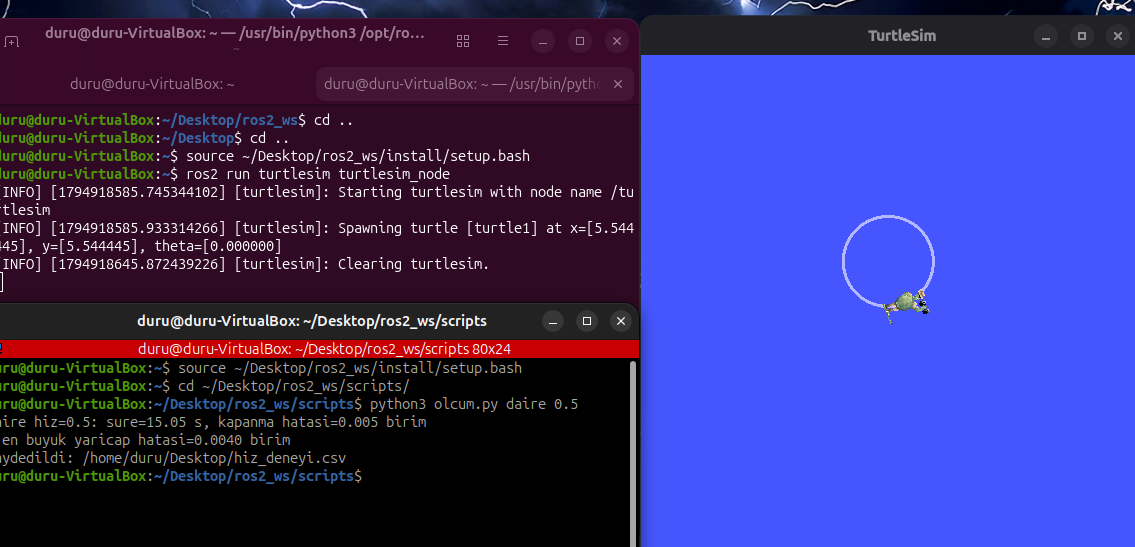 duru@duru-VirtualBox: ~ — /usr/bin/python3 /opt/ro…
~
duru@duru-VirtualBox: ~
duru@duru-VirtualBox: ~ — /usr/bin/pytho
duru@duru-VirtualBox:~/Desktop/ros2_ws$ cd ..
duru@duru-VirtualBox:~/Desktop$ cd ..
duru@duru-VirtualBox:~$ source ~/Desktop/ros2_ws/install/setup.bash
duru@duru-VirtualBox:~$ ros2 run turtlesim turtlesim_node
[INFO] [1794918585.745344102] [turtlesim]: Starting turtlesim with node name /tu
rtlesim
[INFO] [1794918585.933314266] [turtlesim]: Spawning turtle [turtle1] at x=[5.544
445], y=[5.544445], theta=[0.000000]
[INFO] [1794918645.872439226] [turtlesim]: Clearing turtlesim.
duru@duru-VirtualBox: ~/Desktop/ros2_ws/scripts
duru@duru-VirtualBox: ~/Desktop/ros2_ws/scripts 80x24
uru@duru-VirtualBox:~$ source ~/Desktop/ros2_ws/install/setup.bash
uru@duru-VirtualBox:~$ cd ~/Desktop/ros2_ws/scripts/
uru@duru-VirtualBox:~/Desktop/ros2_ws/scripts$ python3 olcum.py daire 0.5
aire hiz=0.5: sure=15.05 s, kapanma hatasi=0.005 birim
en buyuk yaricap hatasi=0.0040 birim
aydedildi: /home/duru/Desktop/hiz_deneyi.csv
uru@duru-VirtualBox:~/Desktop/ros2_ws/scripts$
TurtleSim